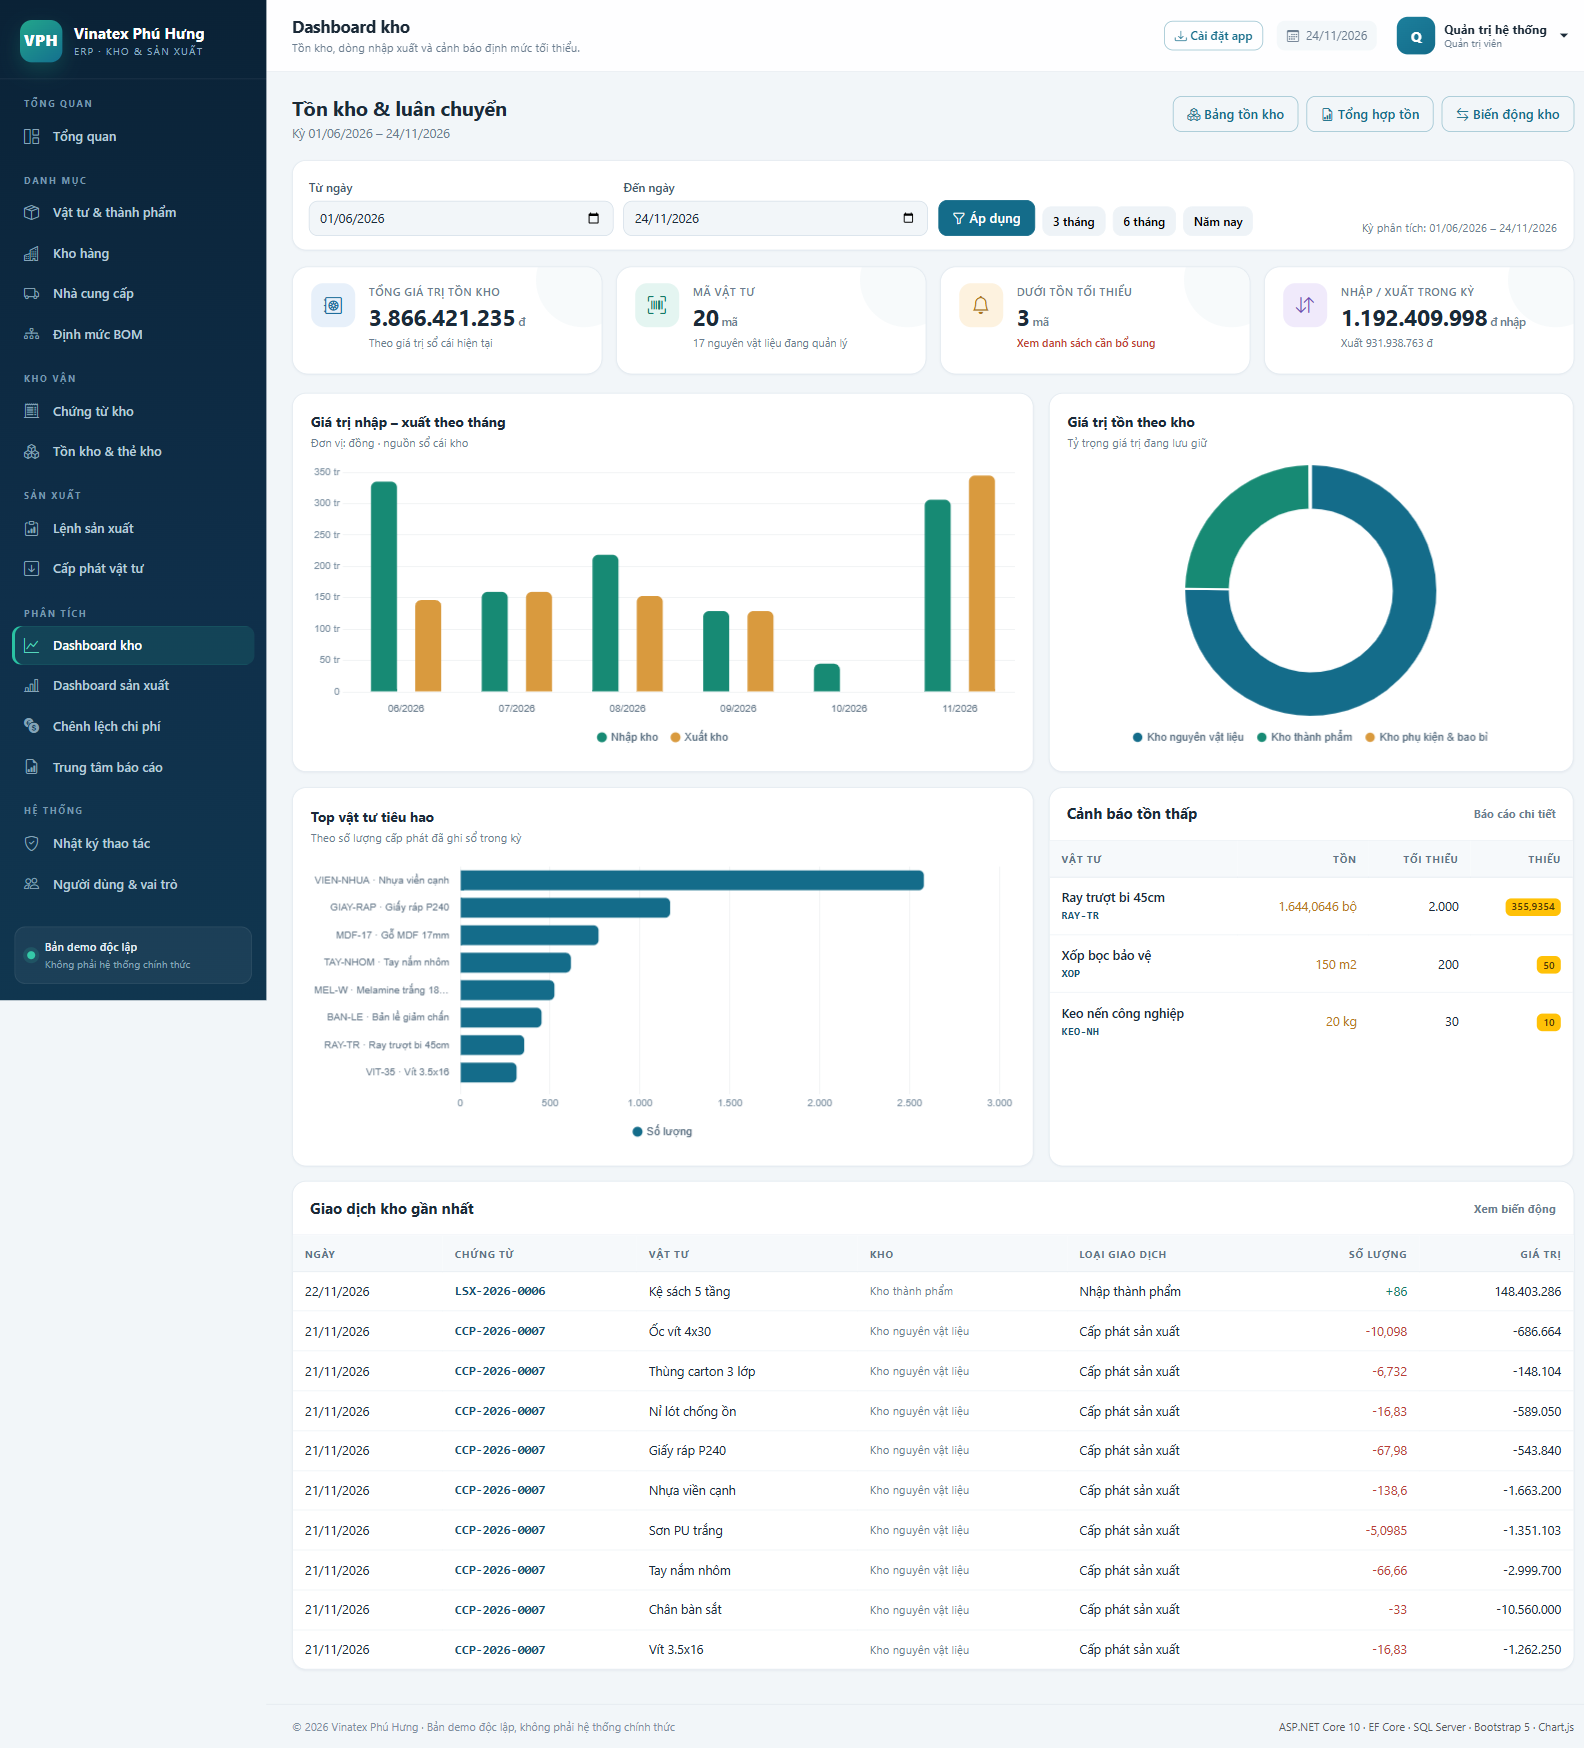 VPH
Vinatex Phú Hưng
ERP · KHO & SẢN XUẤT
TỔNG QUAN
Tổng quan
DANH MỤC
Vật tư & thành phẩm
Kho hàng
Nhà cung cấp
Định mức BOM
KHO VẬN
Chứng từ kho
Tồn kho & thẻ kho
SẢN XUẤT
Lệnh sản xuất
Cấp phát vật tư
PHÂN TÍCH
Dashboard kho
Dashboard sản xuất
Chênh lệch chi phí
Trung tâm báo cáo
HỆ THỐNG
Nhật ký thao tác
Người dùng & vai trò
Bản demo độc lập
Không phải hệ thống chính thức
Dashboard kho
Tồn kho, dòng nhập xuất và cảnh báo định mức tối thiểu.
Cài đặt app
24/11/2026
Q
Quản trị hệ thống
Quản trị viên
Tồn kho & luân chuyển
Kỳ 01/06/2026 – 24/11/2026
Bảng tồn kho
Tổng hợp tồn
Biến động kho
Từ ngày
01/06/2026
Đến ngày
24/11/2026
Áp dụng
3 tháng
6 tháng
Năm nay
Kỳ phân tích: 01/06/2026 – 24/11/2026
TỔNG GIÁ TRỊ TỒN KHO
3.866.421.235 đ
Theo giá trị sổ cái hiện tại
MÃ VẬT TƯ
20 mã
17 nguyên vật liệu đang quản lý
DƯỚI TỒN TỐI THIỂU
3 mã
Xem danh sách cần bổ sung
NHẬP / XUẤT TRONG KỲ
1.192.409.998 đ nhập
Xuất 931.938.763 đ
Giá trị nhập – xuất theo tháng
Đơn vị: đồng · nguồn sổ cái kho
350 tr
300 tr
250 tr
200 tr
150 tr
100 tr
50 tr
0
06/2026 07/2026 08/2026 09/2026 10/2026 11/2026
Nhập kho Xuất kho
Giá trị tồn theo kho
Tỷ trọng giá trị đang lưu giữ
Kho nguyên vật liệu Kho thành phẩm Kho phụ kiện & bao bì
Top vật tư tiêu hao
Theo số lượng cấp phát đã ghi sổ trong kỳ
VIEN-NHUA · Nhựa viền cạnh
GIAY-RAP · Giấy ráp P240
MDF-17 · Gỗ MDF 17mm
TAY-NHOM · Tay nắm nhôm
MEL-W · Melamine trắng 18...
BAN-LE · Bản lề giảm chấn
RAY-TR · Ray trượt bi 45cm
VIT-35 · Vít 3.5x16
0 500 1.000 1.500 2.000 2.500 3.000
Số lượng
Cảnh báo tồn thấp
Báo cáo chi tiết
VẬT TƯ TỒN TỐI THIỂU THIẾU
Ray trượt bi 45cm
RAY-TR
1.644,0646 bộ 2.000 355,9354
Xốp bọc bảo vệ
XOP
150 m2 200 50
Keo nến công nghiệp
KEO-NH
20 kg 30 10
Giao dịch kho gần nhất
Xem biến động
NGÀY CHỨNG TỪ VẬT TƯ KHO LOẠI GIAO DỊCH SỐ LƯỢNG GIÁ TRỊ
22/11/2026 LSX-2026-0006 Kệ sách 5 tầng Kho thành phẩm Nhập thành phẩm +86 148.403.286
21/11/2026 CCP-2026-0007 Ốc vít 4x30 Kho nguyên vật liệu Cấp phát sản xuất -10,098 -686.664
21/11/2026 CCP-2026-0007 Thùng carton 3 lớp Kho nguyên vật liệu Cấp phát sản xuất -6,732 -148.104
21/11/2026 CCP-2026-0007 Nỉ lót chống ồn Kho nguyên vật liệu Cấp phát sản xuất -16,83 -589.050
21/11/2026 CCP-2026-0007 Giấy ráp P240 Kho nguyên vật liệu Cấp phát sản xuất -67,98 -543.840
21/11/2026 CCP-2026-0007 Nhựa viền cạnh Kho nguyên vật liệu Cấp phát sản xuất -138,6 -1.663.200
21/11/2026 CCP-2026-0007 Sơn PU trắng Kho nguyên vật liệu Cấp phát sản xuất -5,0985 -1.351.103
21/11/2026 CCP-2026-0007 Tay nắm nhôm Kho nguyên vật liệu Cấp phát sản xuất -66,66 -2.999.700
21/11/2026 CCP-2026-0007 Chân bàn sắt Kho nguyên vật liệu Cấp phát sản xuất -33 -10.560.000
21/11/2026 CCP-2026-0007 Vít 3.5x16 Kho nguyên vật liệu Cấp phát sản xuất -16,83 -1.262.250
© 2026 Vinatex Phú Hưng · Bản demo độc lập, không phải hệ thống chính thức
ASP.NET Core 10 · EF Core · SQL Server · Bootstrap 5 · Chart.js